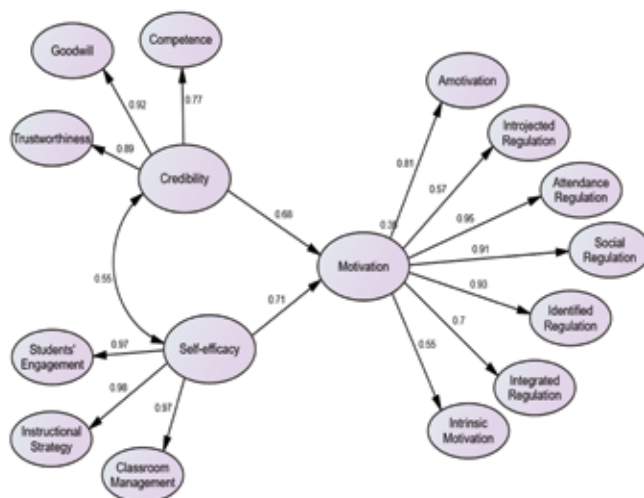 Competence
Goodwill
0.92
0.77
Trustworthiness
0.89
Credibility
Amotivation
Introjected
Regulation
0.81
0.57
Attendance
Regulation
0.68
0.95
Social
Regulation
0.91
Motivation
0.55
0.71
0.93
Identified
Regulation
0.7
Students'
Engagement
0.97
Self-efficacy
0.55
Integrated
Regulation
0.98
0.97
Instructional
Strategy
Intrinsic
Motivation
Classroom
Management